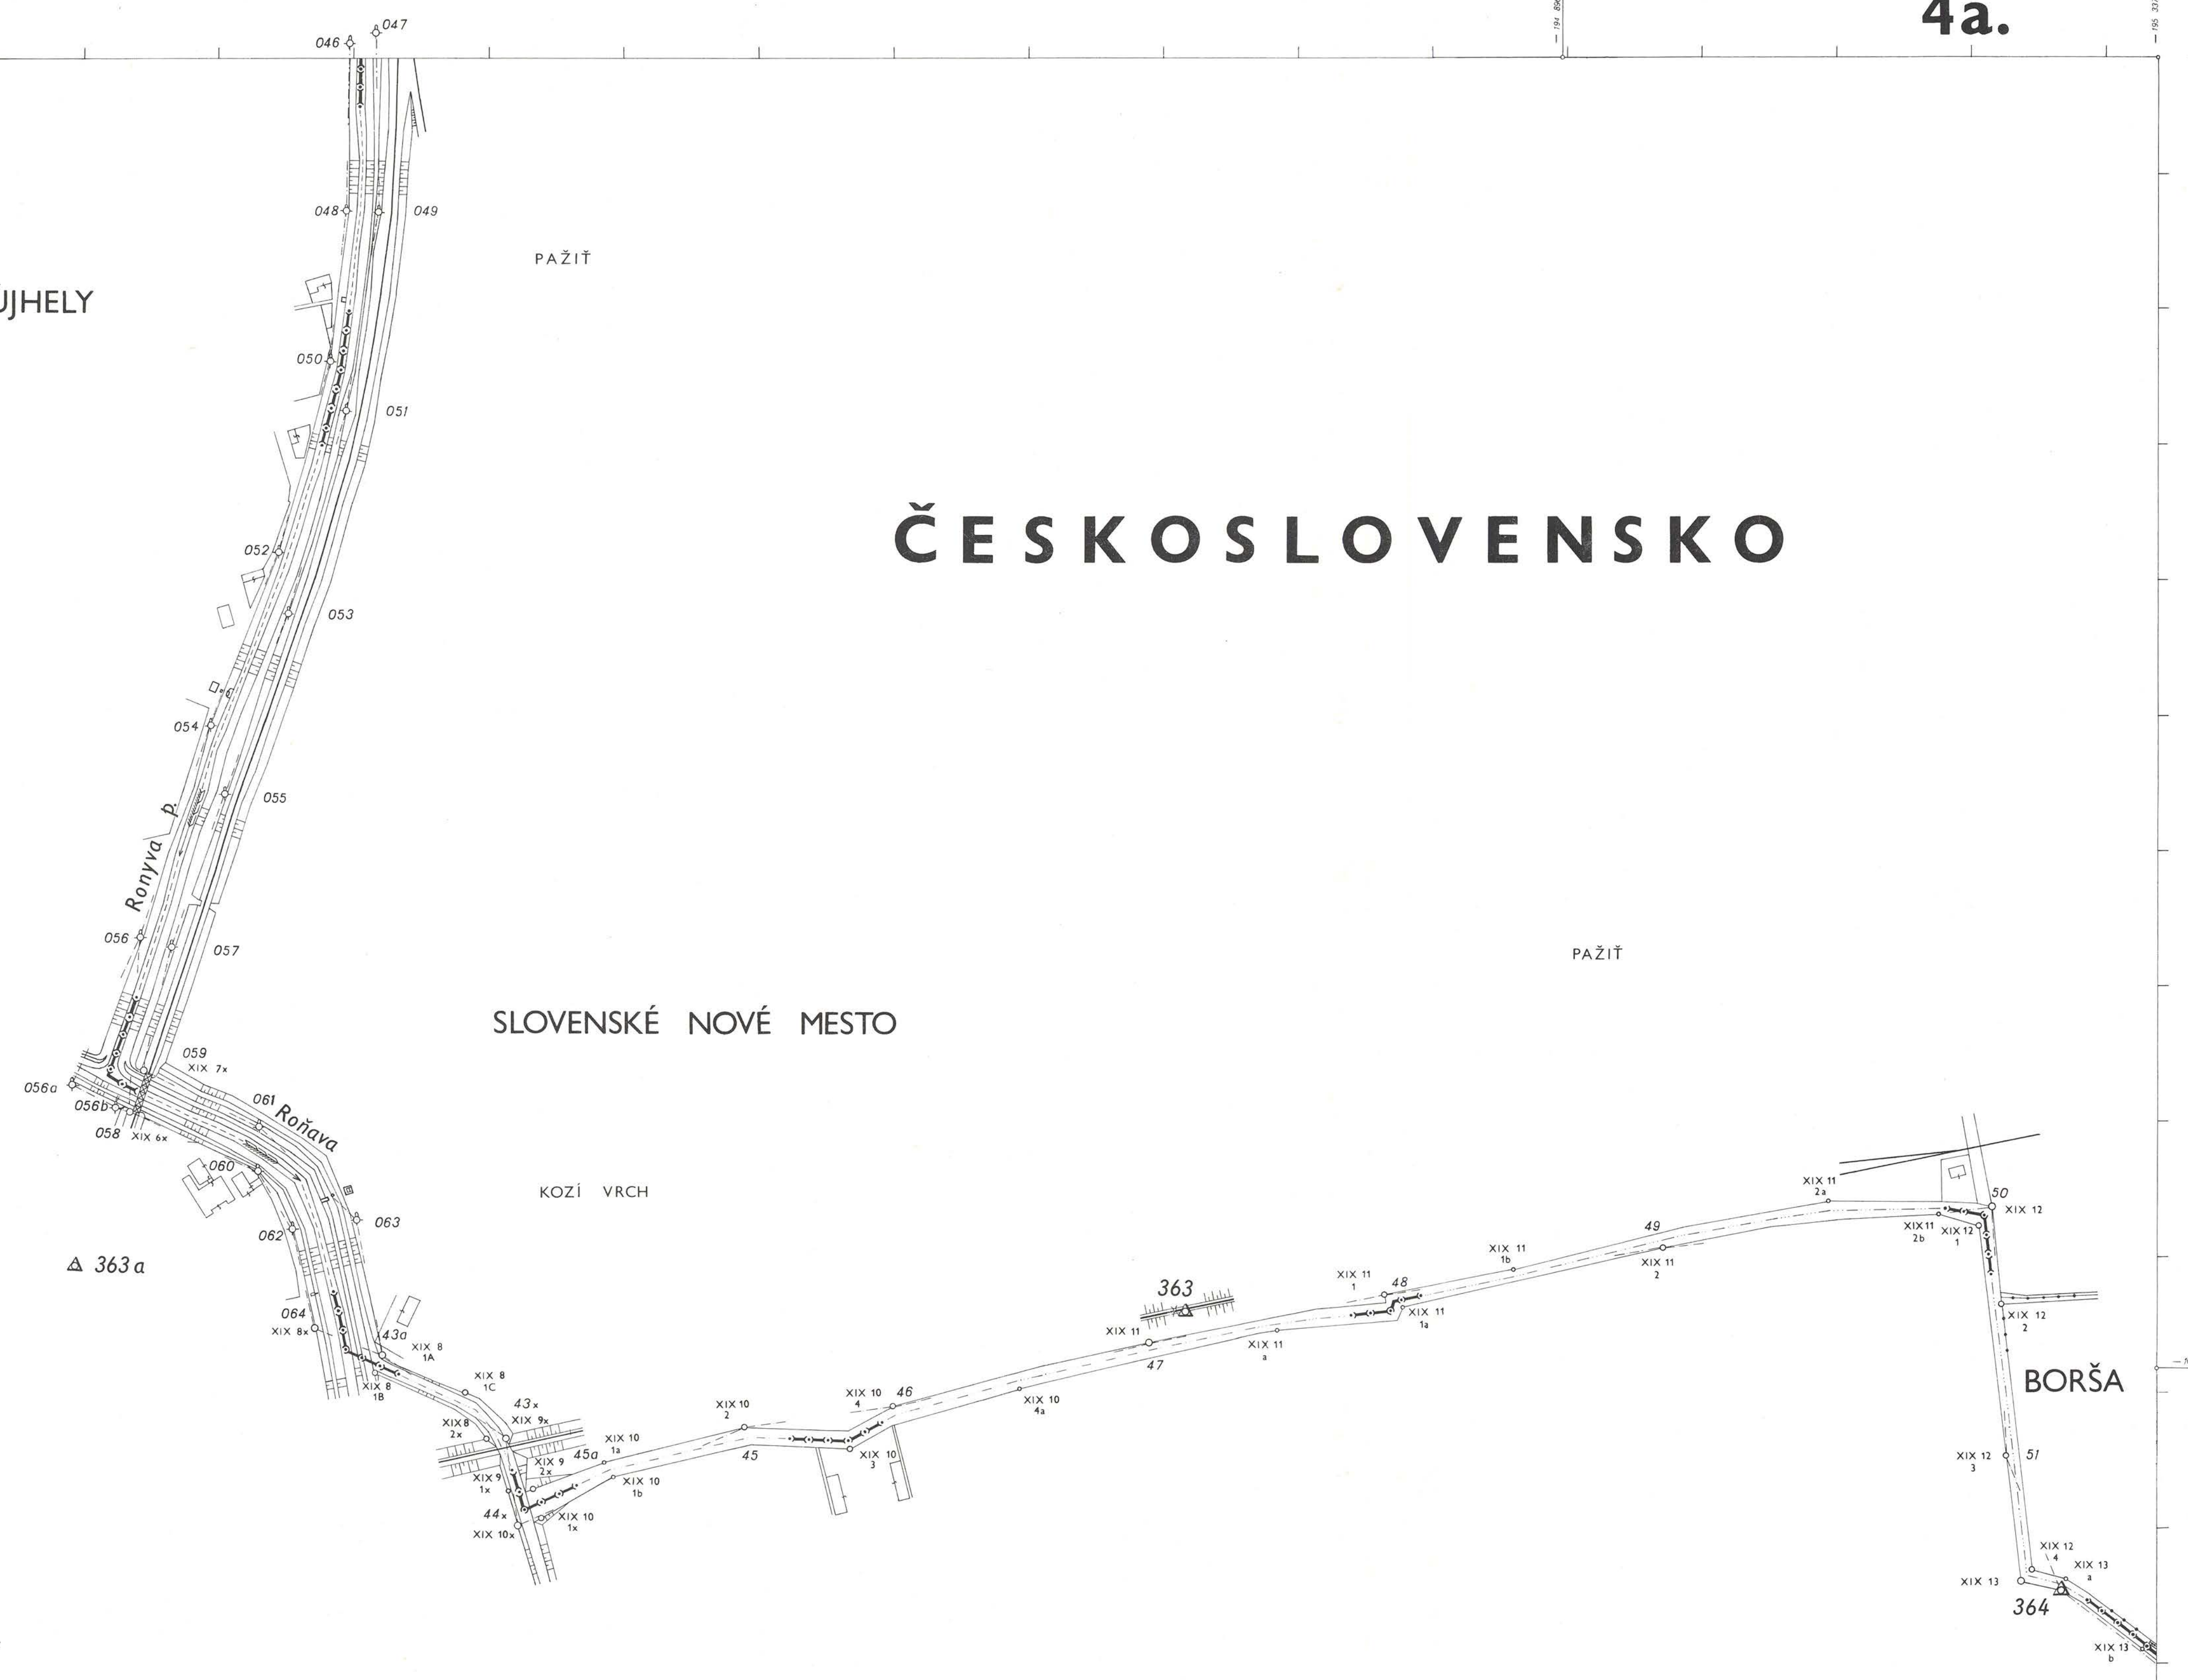 4a.
047
046
048
049
PAŽIŤ
ÚJHELY
050
051
ČESKOSLOVENSKO
052
053
054
055
Ronyva p.
056
057
PAŽIŤ
SLOVENSKÉ NOVÉ MESTO
059
XIX 7x
056a
056b
061
Roňava
058
XIX 6x
060
KOZÍ VRCH
062
063
363a
064
XIX 8x
43a
XIX 8
1A
XIX 8
1B
XIX 8
1C
43x
XIX 9x
XIX 8
2x
XIX 9
1x
XIX 9
2x
44x
XIX 10x
XIX 10
1x
45a
XIX 10
1a
XIX 10
1b
XIX 10
2
45
XIX 10
3
XIX 10
4
46
XIX 10
4a
XIX 11
47
363
XIX 11
a
XIX 11
1
48
XIX 11
1a
XIX 11
1b
49
XIX 11
2
XIX 11
2a
XIX 11
2b
XIX 12
1
50
XIX 12
XIX 12
2
BORŠA
XIX 12
3
51
XIX 12
4
XIX 13
a
XIX 13
364
XIX 13
b